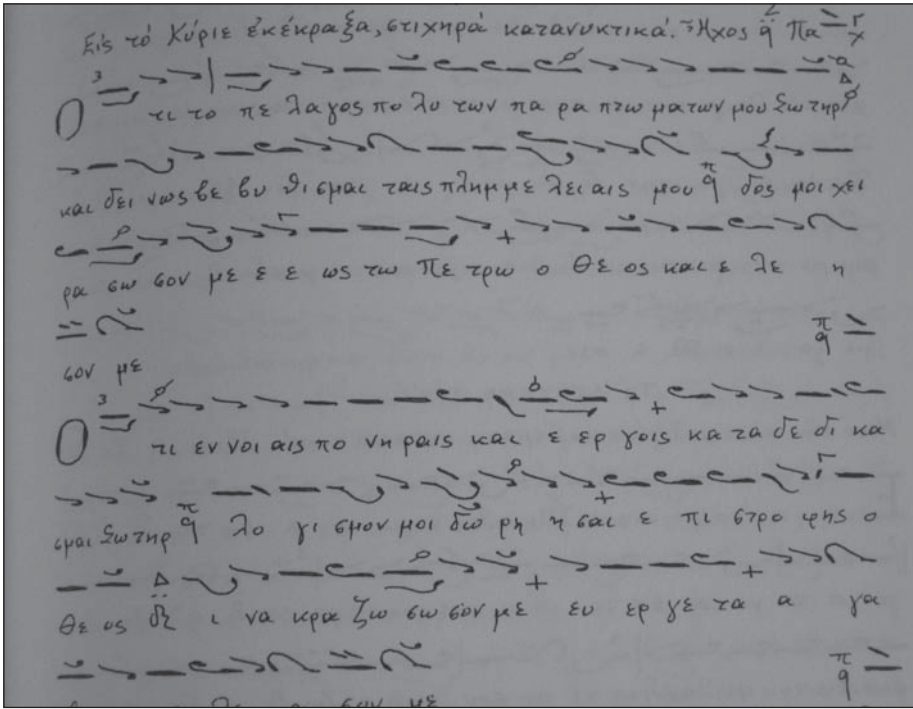 Εἰς τό Κύριε ἐκέκραξα, στιχηρά κατανυκτικά. Ἦχος π̈ q Πα
Ο τι το πε λα γος πο λυ των πα ρα πτω ματων μου Σωτηρ
και δει νως βε βυ θι σμαι ταις πλημμε λει αις μου π q δος μοι χει
ρα σω σον με ε ε ως τω Πε τρω ο Θε ος και ε λε η
σον με π q
Ο τι εν νοι αις πο νη ραις και ε ερ γοις κα τα δε δι κα
σμαι Σωτηρ π q λο γι σμον μοι δω ρη η σαι ε πι στρο φης ο
Θε ος Δ ι να κρα ζω σω σον με ευ ερ γε τα α γα
σον με π q